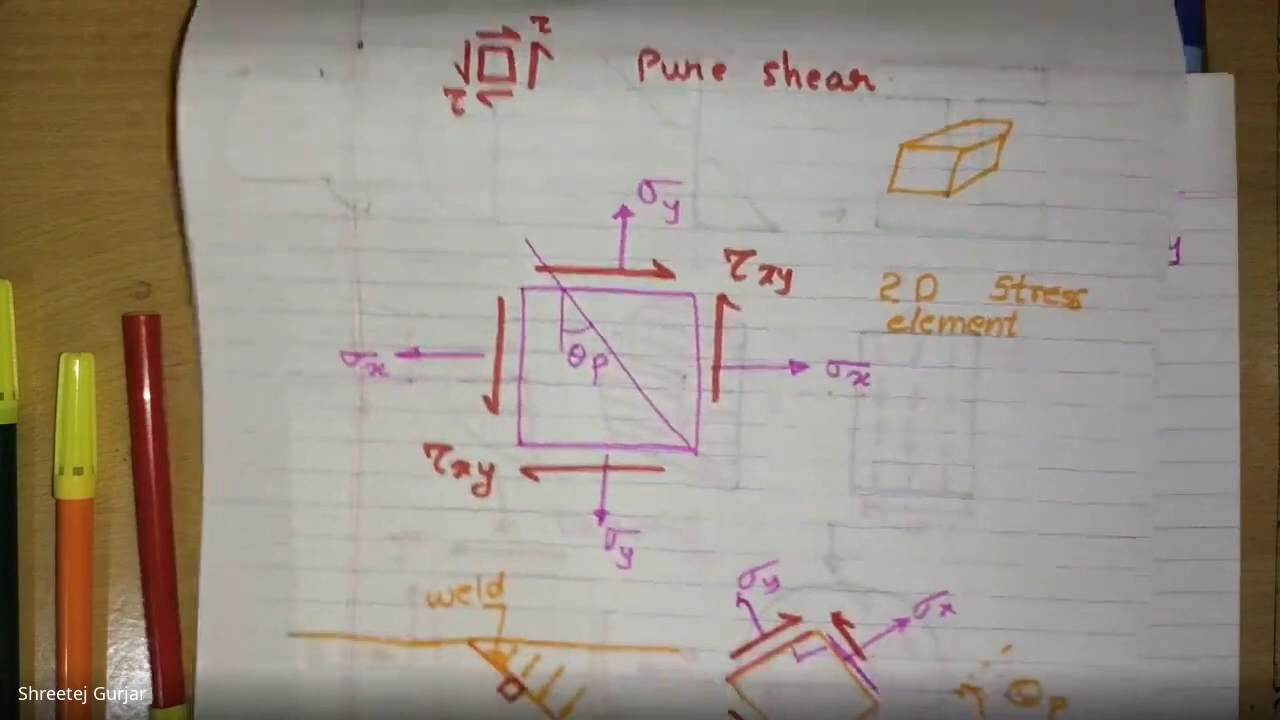 τ
τ
Pure shear
σy
τxy
2D Stress
element
σx
θp
σx
τxy
σy
weld
σy
σx
θp
y
Shreetej Gurjar